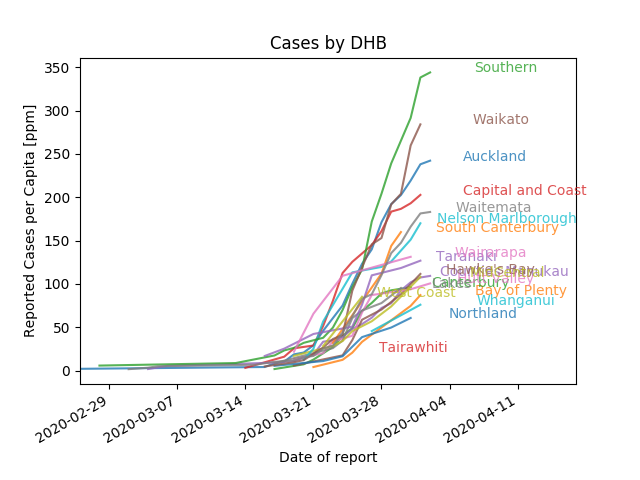 Cases by DHB
Reported Cases per Capita [ppm]
350
300
250
200
150
100
50
0
Southern
Waikato
Auckland
Capital and Coast
Waitemata
Nelson Marlborough
South Canterbury
Wairarapa
Taranaki
Hawke's Bay
Canterbury
Lakes
West Coast
Bay of Plenty
Whanganui
Northland
Tairawhiti
2020-02-29
2020-03-07
2020-03-14
2020-03-21
2020-03-28
2020-04-04
2020-04-11
Date of report